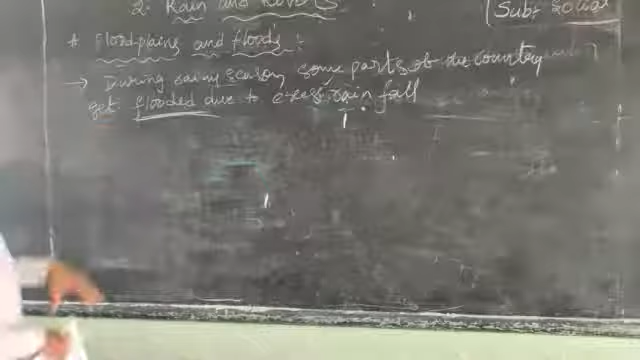 2. Rain and Rivers
Sub: Social
* Flood-plains and floods :
→ During rainy season some parts of the country
get flooded due to excess rain fall